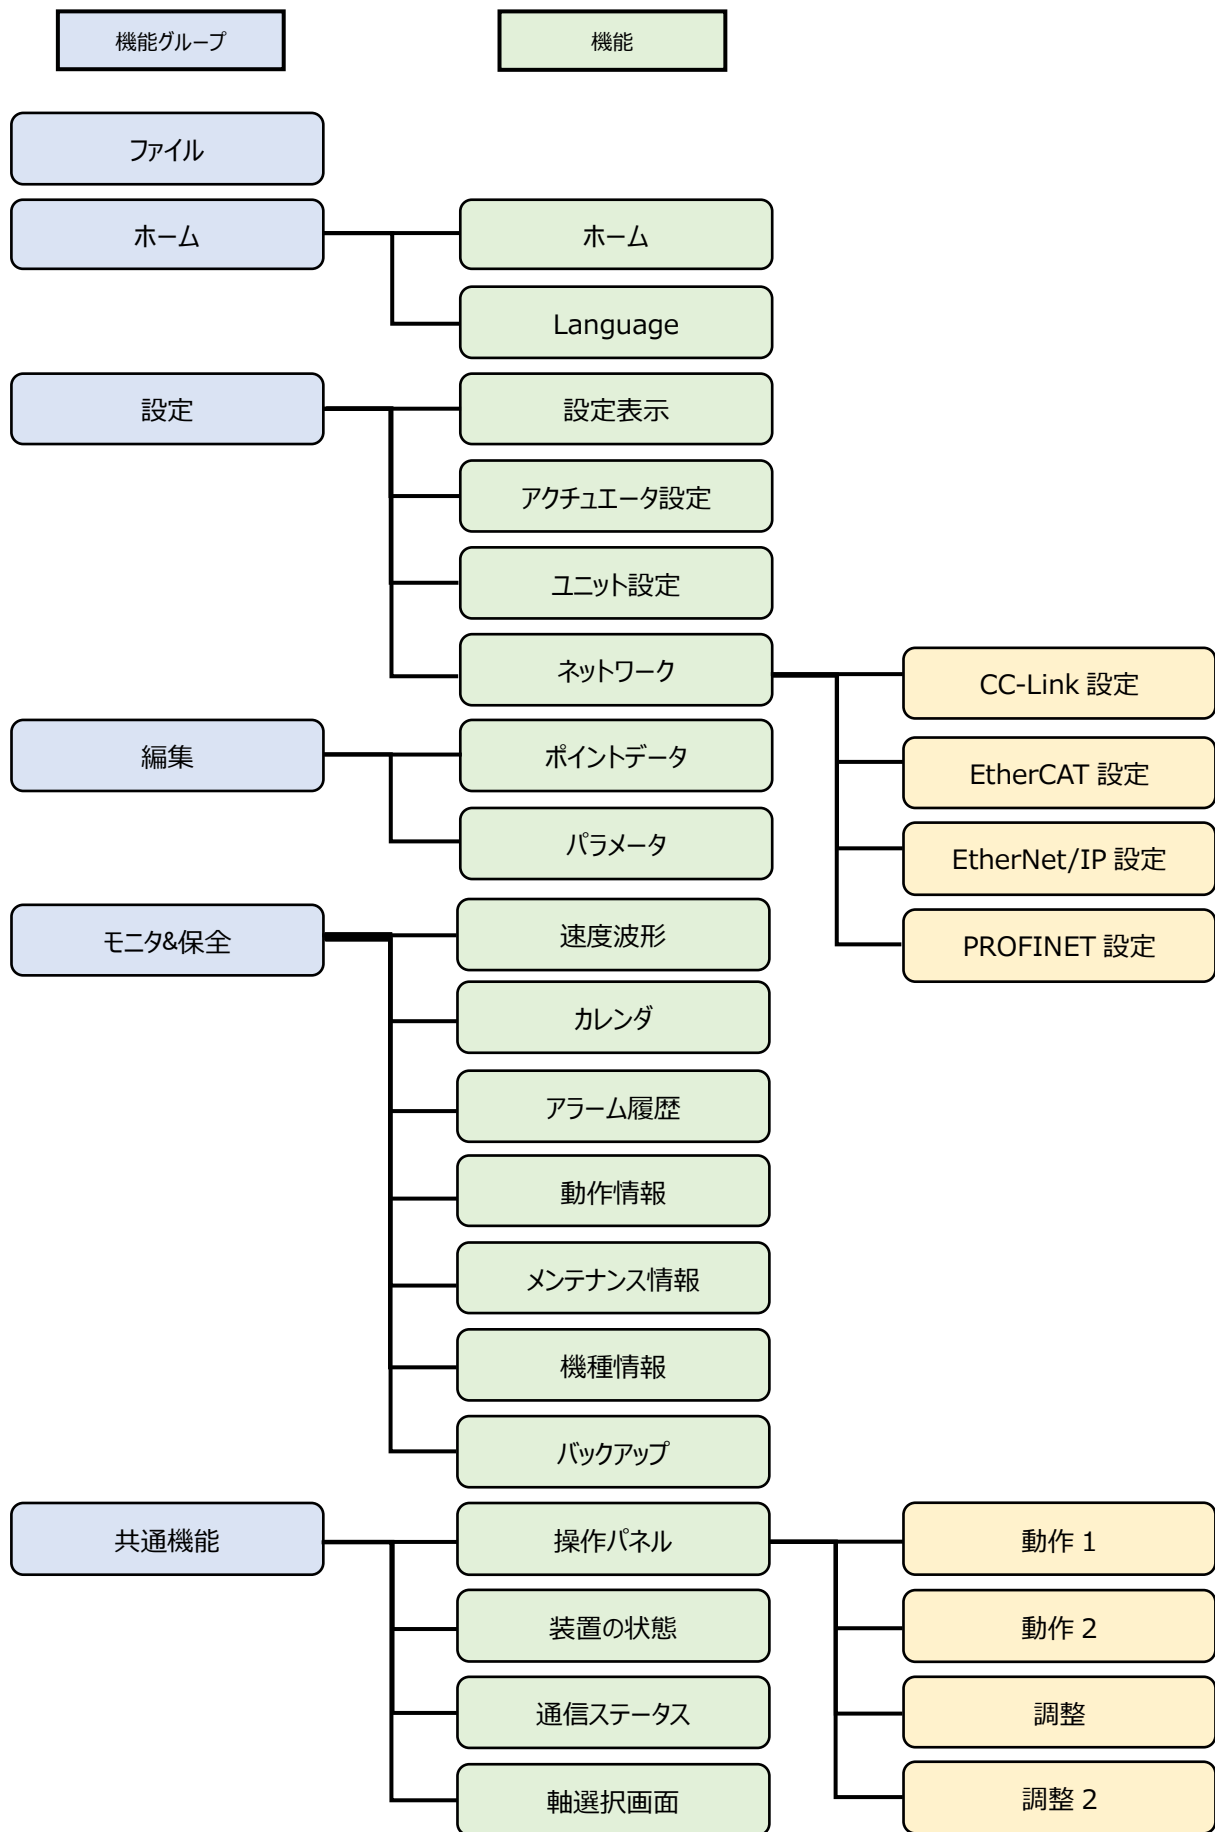 機能グループ
機能
ファイル
ホーム
ホーム
Language
設定
設定表示
アクチュエータ設定
ユニット設定
ネットワーク
CC-Link 設定
EtherCAT 設定
EtherNet/IP 設定
PROFINET 設定
編集
ポイントデータ
パラメータ
モニタ&保全
速度波形
カレンダ
アラーム履歴
動作情報
メンテナンス情報
機種情報
バックアップ
共通機能
操作パネル
動作 1
動作 2
調整
調整 2
装置の状態
通信ステータス
軸選択画面